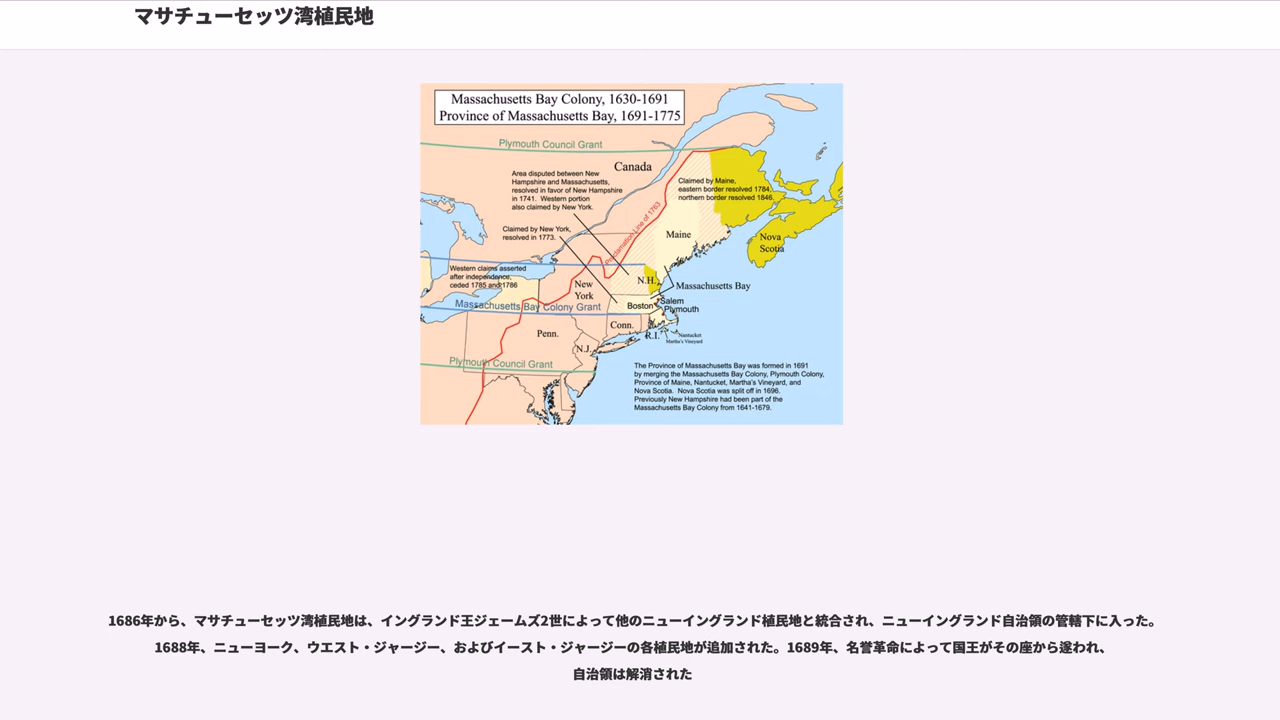 マサチューセッツ湾植民地
Massachusetts Bay Colony, 1630-1691
Province of Massachusetts Bay, 1691-1775
Plymouth Council Grant
Canada
Area disputed between New
Hampshire and Massachusetts,
resolved in favor of New Hampshire
in 1741. Western portion
also claimed by New York.
Claimed by Maine,
eastern border resolved 1784,
northern border resolved 1846.
Proclamation Line of 1763
Claimed by New York,
resolved in 1773.
Maine
Nova
Scotia
Western claims asserted
after independence,
ceded 1785 and 1786
N.H.
New
York
Massachusetts Bay
Massachusetts Bay Colony Grant
Boston
Salem
Plymouth
Penn.
Conn.
R.I.
Nantucket
Martha's Vineyard
N.J.
Plymouth Council Grant
The Province of Massachusetts Bay was formed in 1691
by merging the Massachusetts Bay Colony, Plymouth Colony,
Province of Maine, Nantucket, Martha's Vineyard, and
Nova Scotia. Nova Scotia was split off in 1696.
Previously New Hampshire had been part of the
Massachusetts Bay Colony from 1641-1679.
1686年から、マサチューセッツ湾植民地は、イングランド王ジェームズ2世によって他のニューイングランド植民地と統合され、ニューイングランド自治領の管轄下に入った。
1688年、ニューヨーク、ウエスト・ジャージー、およびイースト・ジャージーの各植民地が追加された。1689年、名誉革命によって国王がその座から遂われ、
自治領は解消された